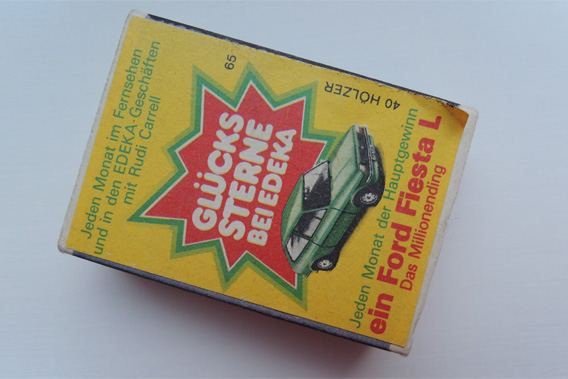 Jeden Monat im Fernsehen
und in den EDEKA-Geschäften
mit Rudi Carrell
65
40 HÖLZER
GLÜCKS
STERNE
BEI EDEKA
Jeden Monat der Hauptgewinn
ein Ford Fiesta L
Das Millionending